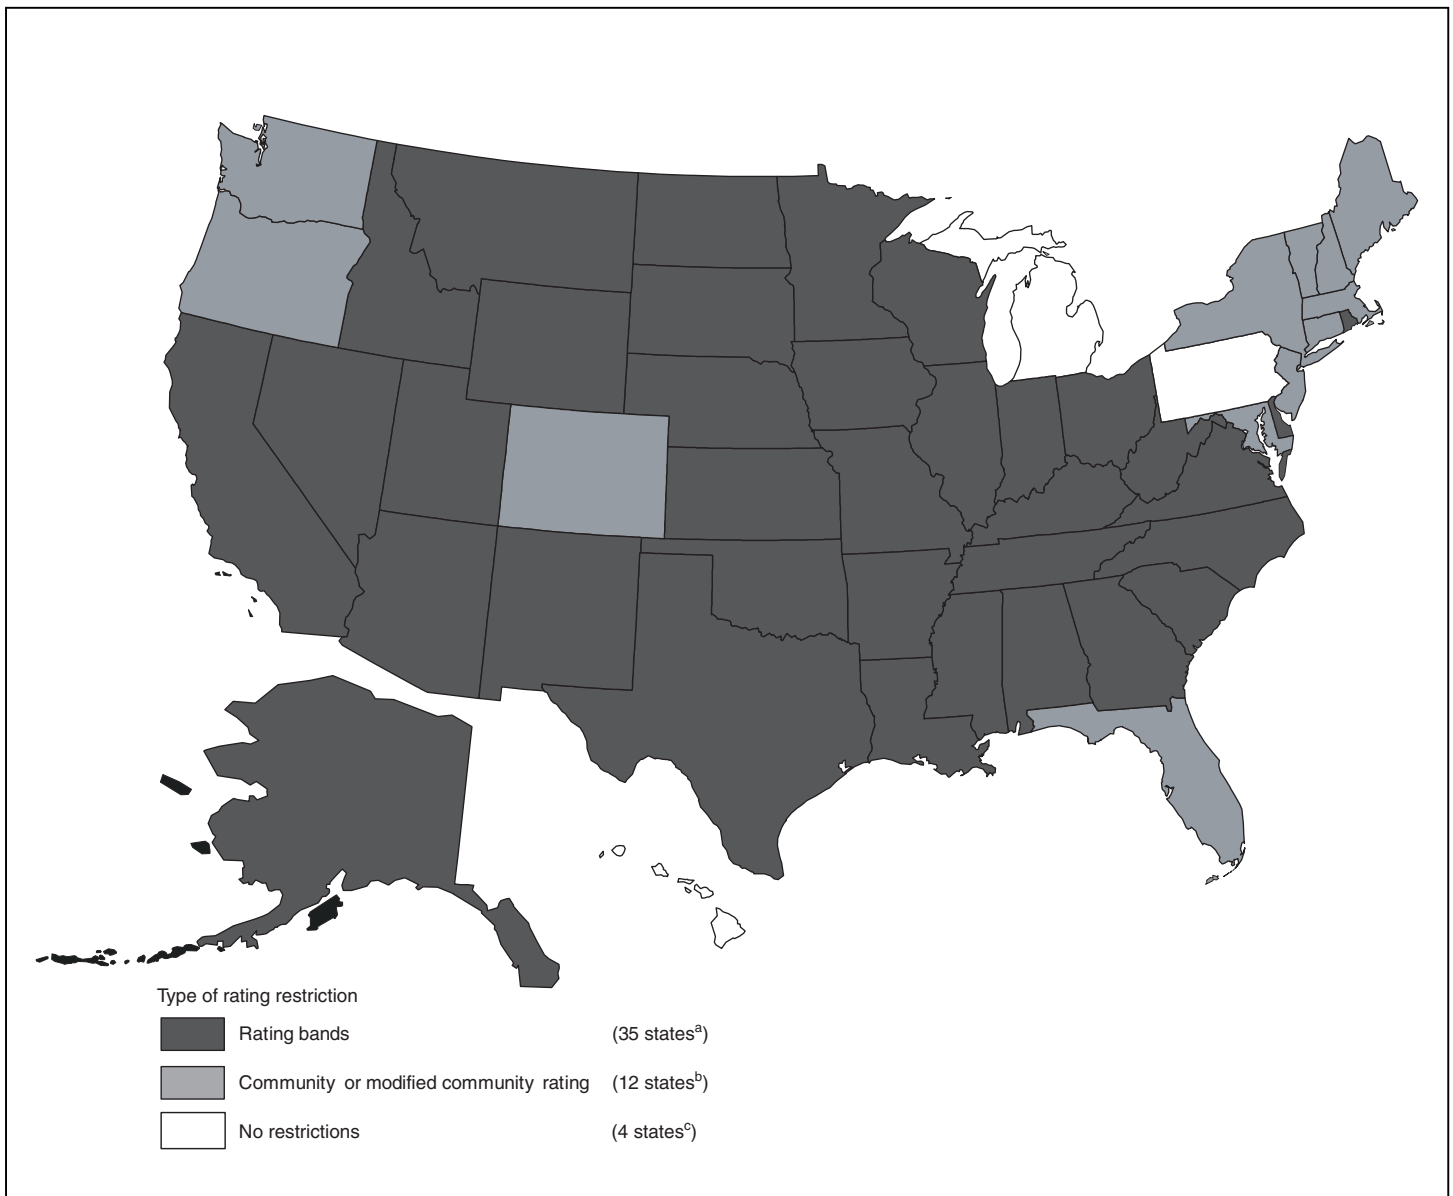 Type of rating restriction
Rating bands (35 statesᵃ)
Community or modified community rating (12 statesᵇ)
No restrictions (4 statesᶜ)